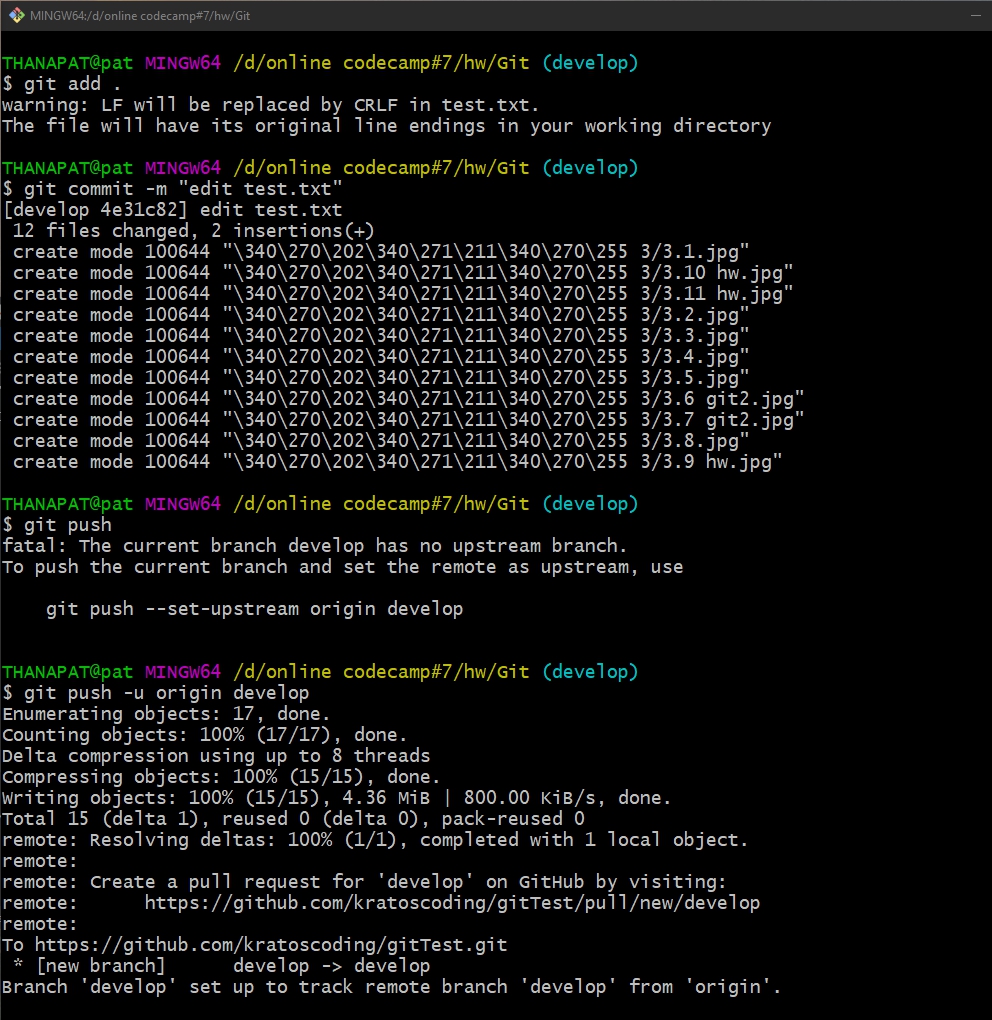 MINGW64:/d/online codecamp#7/hw/Git
THANAPAT@pat MINGW64 /d/online codecamp#7/hw/Git (develop)
$ git add .
warning: LF will be replaced by CRLF in test.txt.
The file will have its original line endings in your working directory
THANAPAT@pat MINGW64 /d/online codecamp#7/hw/Git (develop)
$ git commit -m "edit test.txt"
[develop 4e31c82] edit test.txt
 12 files changed, 2 insertions(+)
 create mode 100644 "\340\270\202\340\271\211\340\270\255 3/3.1.jpg"
 create mode 100644 "\340\270\202\340\271\211\340\270\255 3/3.10 hw.jpg"
 create mode 100644 "\340\270\202\340\271\211\340\270\255 3/3.11 hw.jpg"
 create mode 100644 "\340\270\202\340\271\211\340\270\255 3/3.2.jpg"
 create mode 100644 "\340\270\202\340\271\211\340\270\255 3/3.3.jpg"
 create mode 100644 "\340\270\202\340\271\211\340\270\255 3/3.4.jpg"
 create mode 100644 "\340\270\202\340\271\211\340\270\255 3/3.5.jpg"
 create mode 100644 "\340\270\202\340\271\211\340\270\255 3/3.6 git2.jpg"
 create mode 100644 "\340\270\202\340\271\211\340\270\255 3/3.7 git2.jpg"
 create mode 100644 "\340\270\202\340\271\211\340\270\255 3/3.8.jpg"
 create mode 100644 "\340\270\202\340\271\211\340\270\255 3/3.9 hw.jpg"
THANAPAT@pat MINGW64 /d/online codecamp#7/hw/Git (develop)
$ git push
fatal: The current branch develop has no upstream branch.
To push the current branch and set the remote as upstream, use
    git push --set-upstream origin develop
THANAPAT@pat MINGW64 /d/online codecamp#7/hw/Git (develop)
$ git push -u origin develop
Enumerating objects: 17, done.
Counting objects: 100% (17/17), done.
Delta compression using up to 8 threads
Compressing objects: 100% (15/15), done.
Writing objects: 100% (15/15), 4.36 MiB | 800.00 KiB/s, done.
Total 15 (delta 1), reused 0 (delta 0), pack-reused 0
remote: Resolving deltas: 100% (1/1), completed with 1 local object.
remote:
remote: Create a pull request for 'develop' on GitHub by visiting:
remote:      https://github.com/kratoscoding/gitTest/pull/new/develop
remote:
To https://github.com/kratoscoding/gitTest.git
 * [new branch]      develop -> develop
Branch 'develop' set up to track remote branch 'develop' from 'origin'.